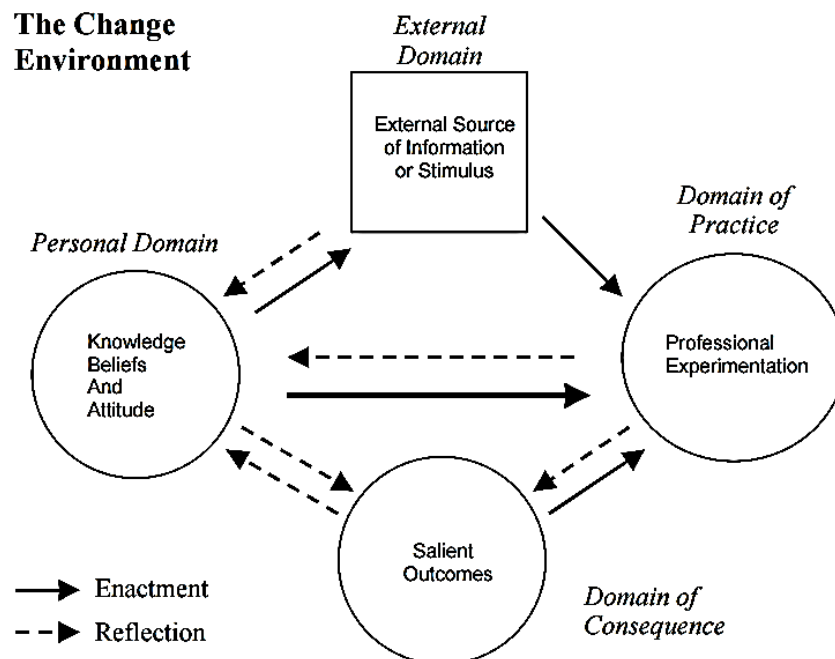 The Change
Environment
External
Domain
External Source
of Information
or Stimulus
Domain of
Practice
Personal Domain
Knowledge
Beliefs
And
Attitude
Professional
Experimentation
Salient
Outcomes
Enactment
Reflection
Domain of
Consequence